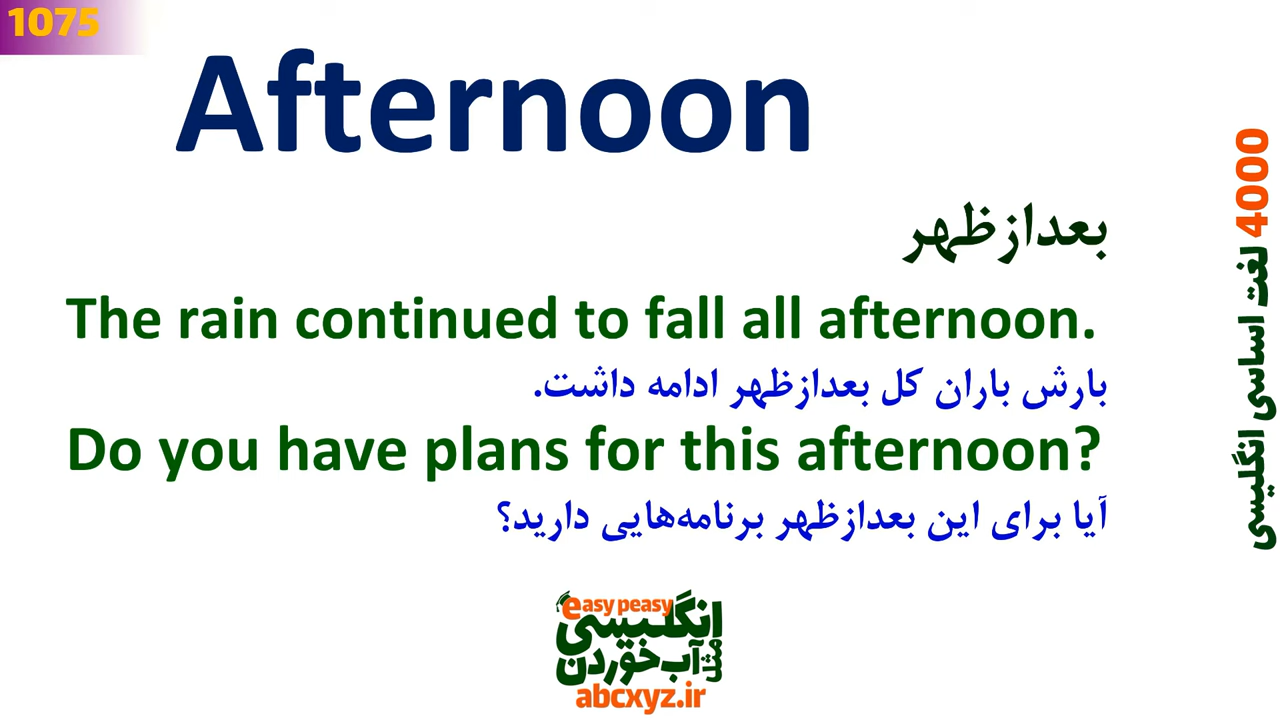 1075
Afternoon
بعدازظهر
The rain continued to fall all afternoon.
بارش باران کل بعدازظهر ادامه داشت.
Do you have plans for this afternoon?
آیا برای این بعدازظهر برنامه‌هایی دارید؟
4000 لغت اساسی انگلیسی
easy peasy
انگلیسی
مثل آب خوردن
abcxyz.ir